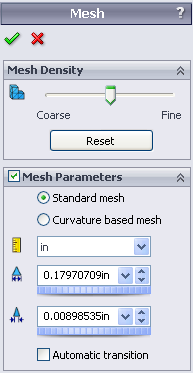 Mesh ?
Mesh Density
Coarse Fine
Reset
Mesh Parameters
Standard mesh
Curvature based mesh
in
0.17970709in
0.00898535in
Automatic transition